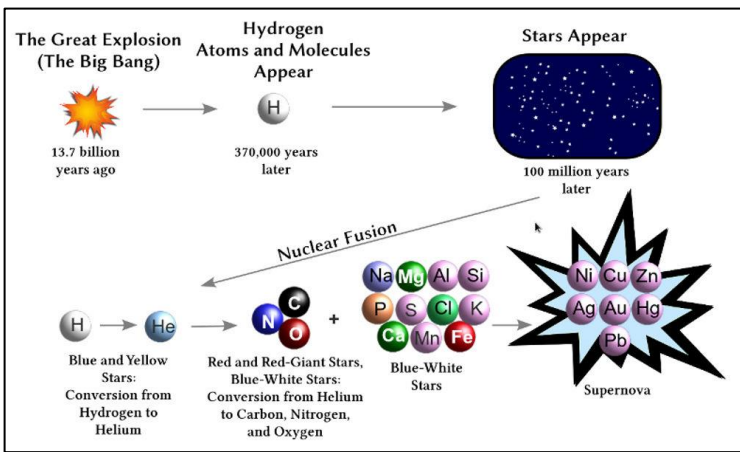 The Great Explosion
(The Big Bang)
13.7 billion
years ago
Hydrogen
Atoms and Molecules
Appear
H
370,000 years
later
Stars Appear
100 million years
later
Nuclear Fusion
H
He
Blue and Yellow
Stars:
Conversion from
Hydrogen to
Helium
C
N
O
Red and Red-Giant Stars,
Blue-White Stars:
Conversion from Helium
to Carbon, Nitrogen,
and Oxygen
+
Na Mg Al Si
P S Cl K
Ca Mn Fe
Blue-White
Stars
Ni Cu Zn
Ag Au Hg
Pb
Supernova